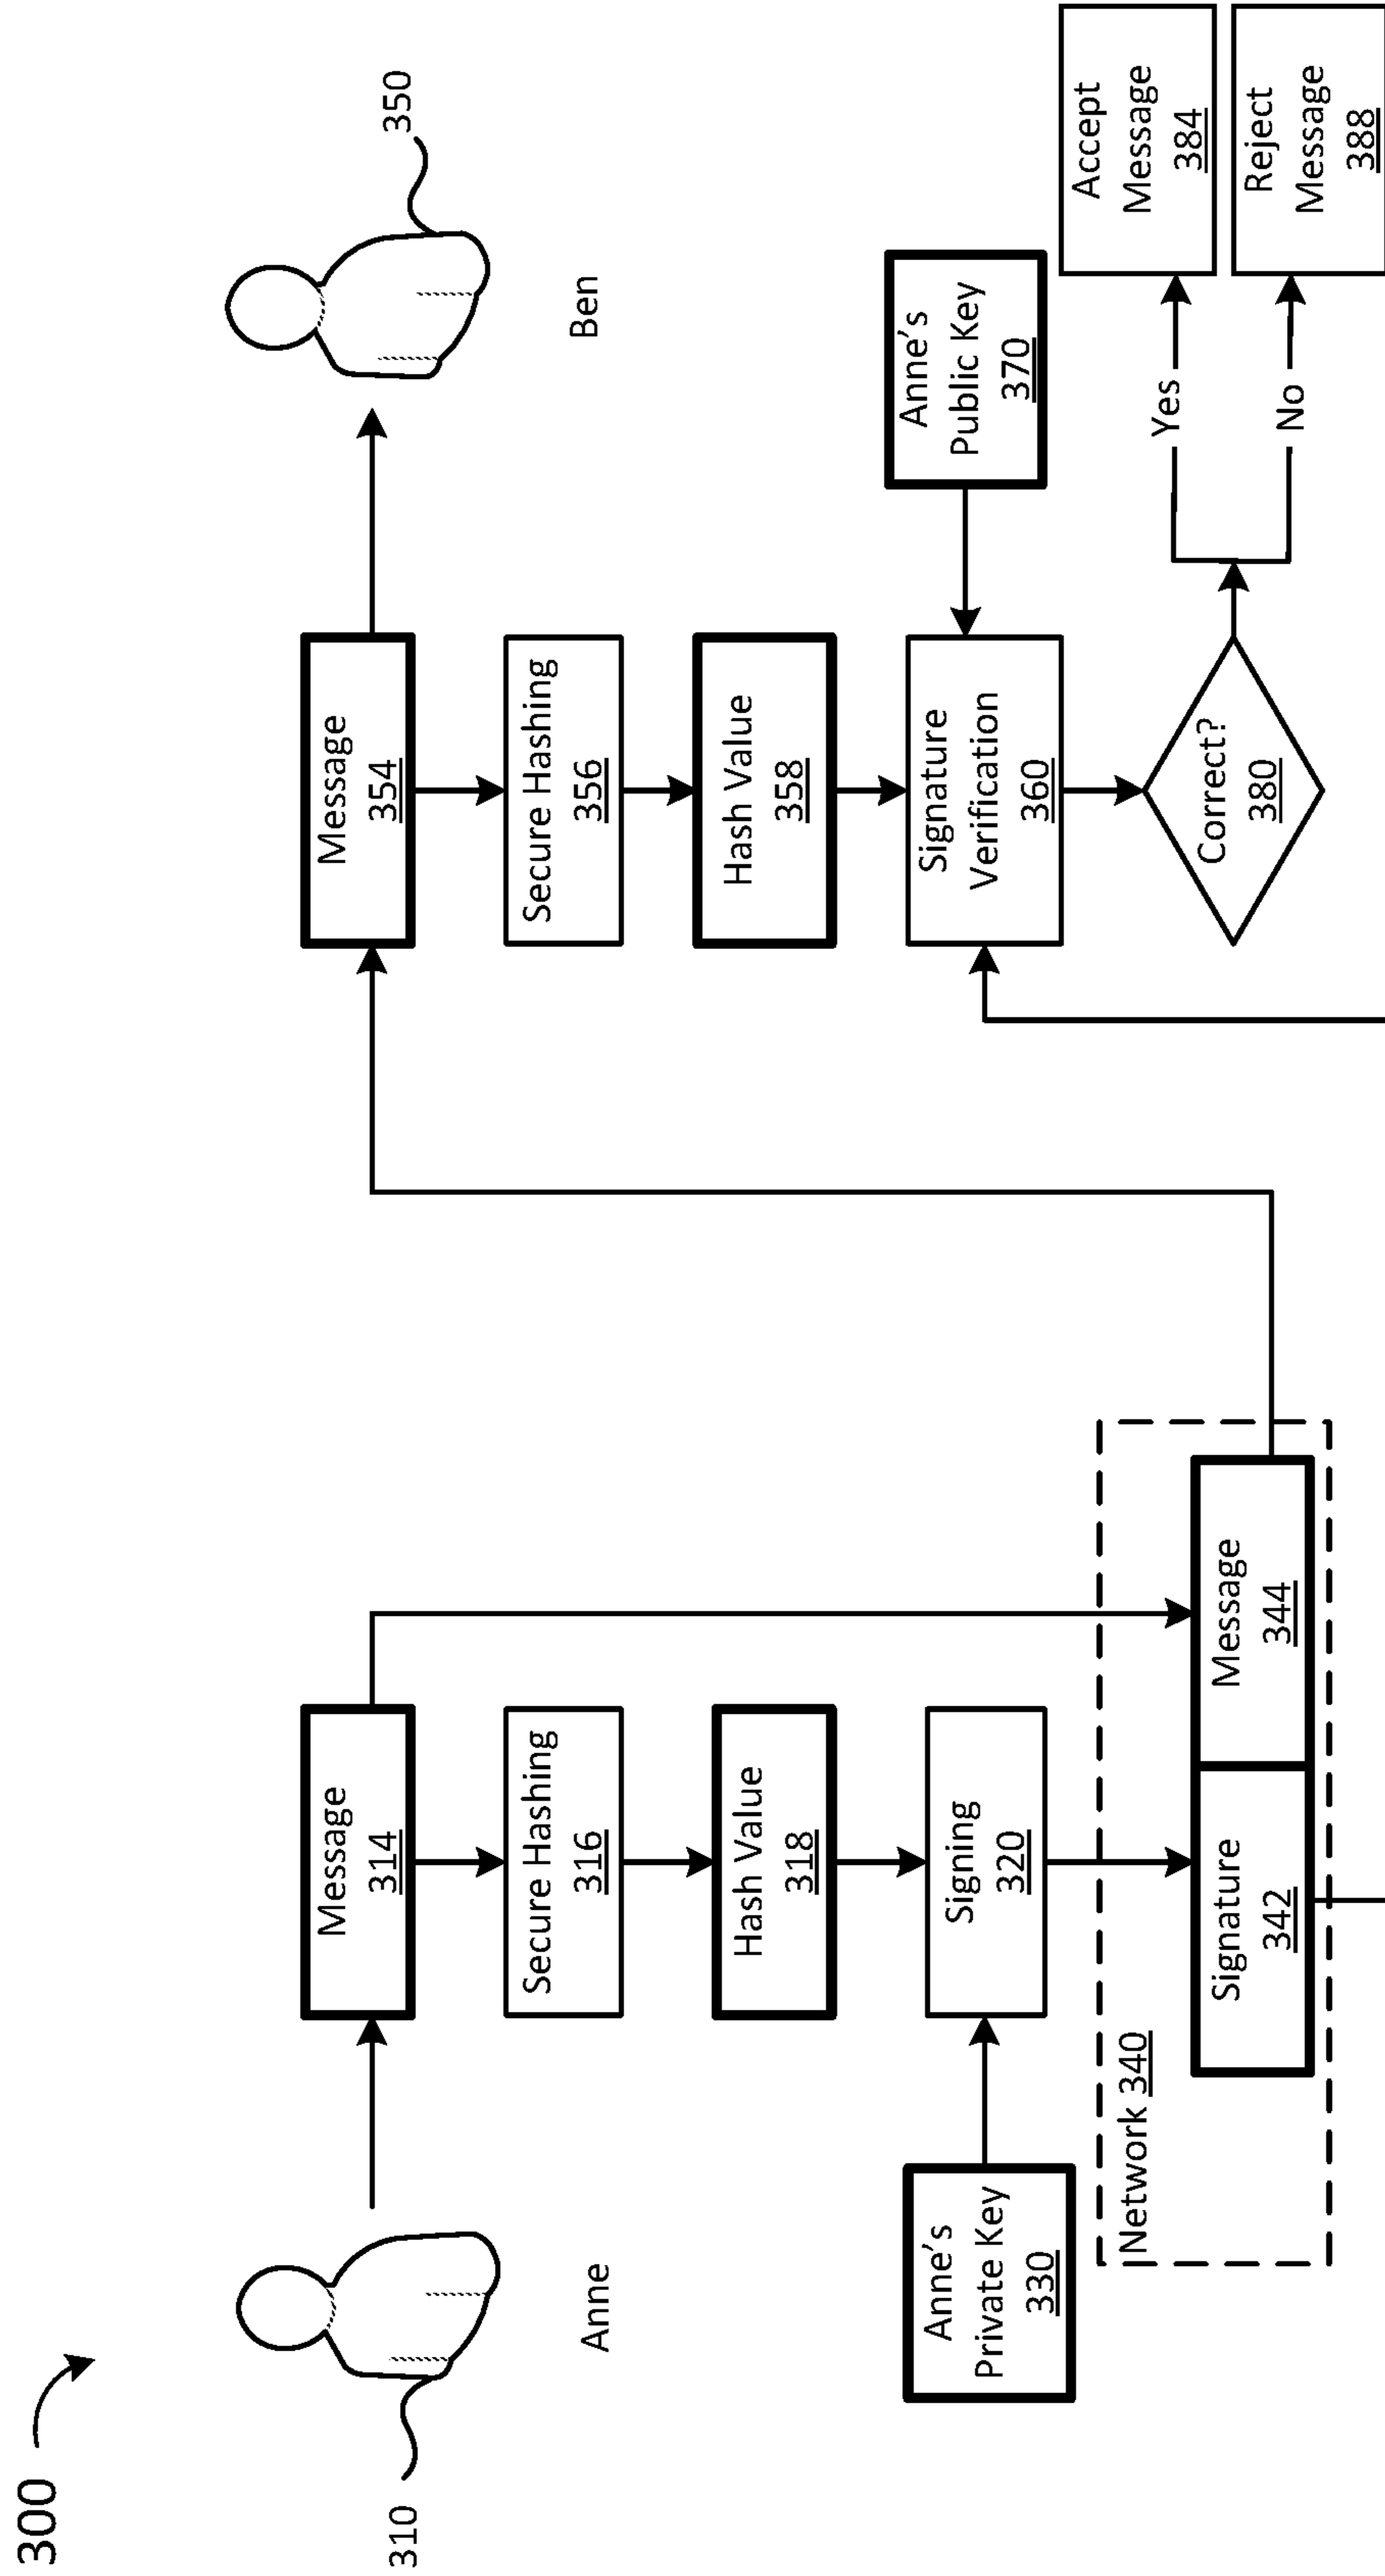 300
310
Anne
Message
314
Secure Hashing
316
Hash Value
318
Signing
320
Anne's
Private Key
330
Network 340
Signature
342
Message
344
350
Ben
Message
354
Secure Hashing
356
Hash Value
358
Signature
Verification
360
Anne's
Public Key
370
Correct?
380
Yes
No
Accept
Message
384
Reject
Message
388